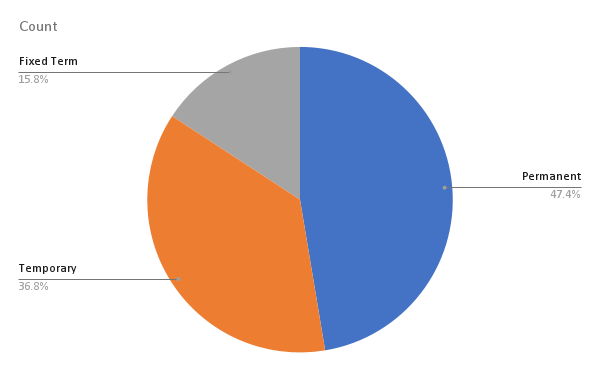 Count
Fixed Term
15.8%
Permanent
47.4%
Temporary
36.8%